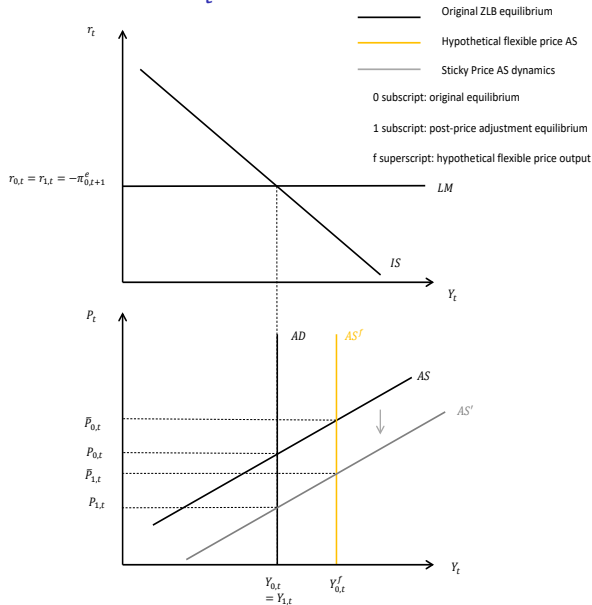 Original ZLB equilibrium
Hypothetical flexible price AS
Sticky Price AS dynamics
0 subscript: original equilibrium
1 subscript: post-price adjustment equilibrium
f superscript: hypothetical flexible price output
r_t
r_{0,t} = r_{1,t} = −π^e_{0,t+1}
LM
IS
Y_t
P_t
AD
AS^f
AS
AS'
P̄_{0,t}
P_{0,t}
P̄_{1,t}
P_{1,t}
Y_t
Y_{0,t}
= Y_{1,t}
Y^f_{0,t}